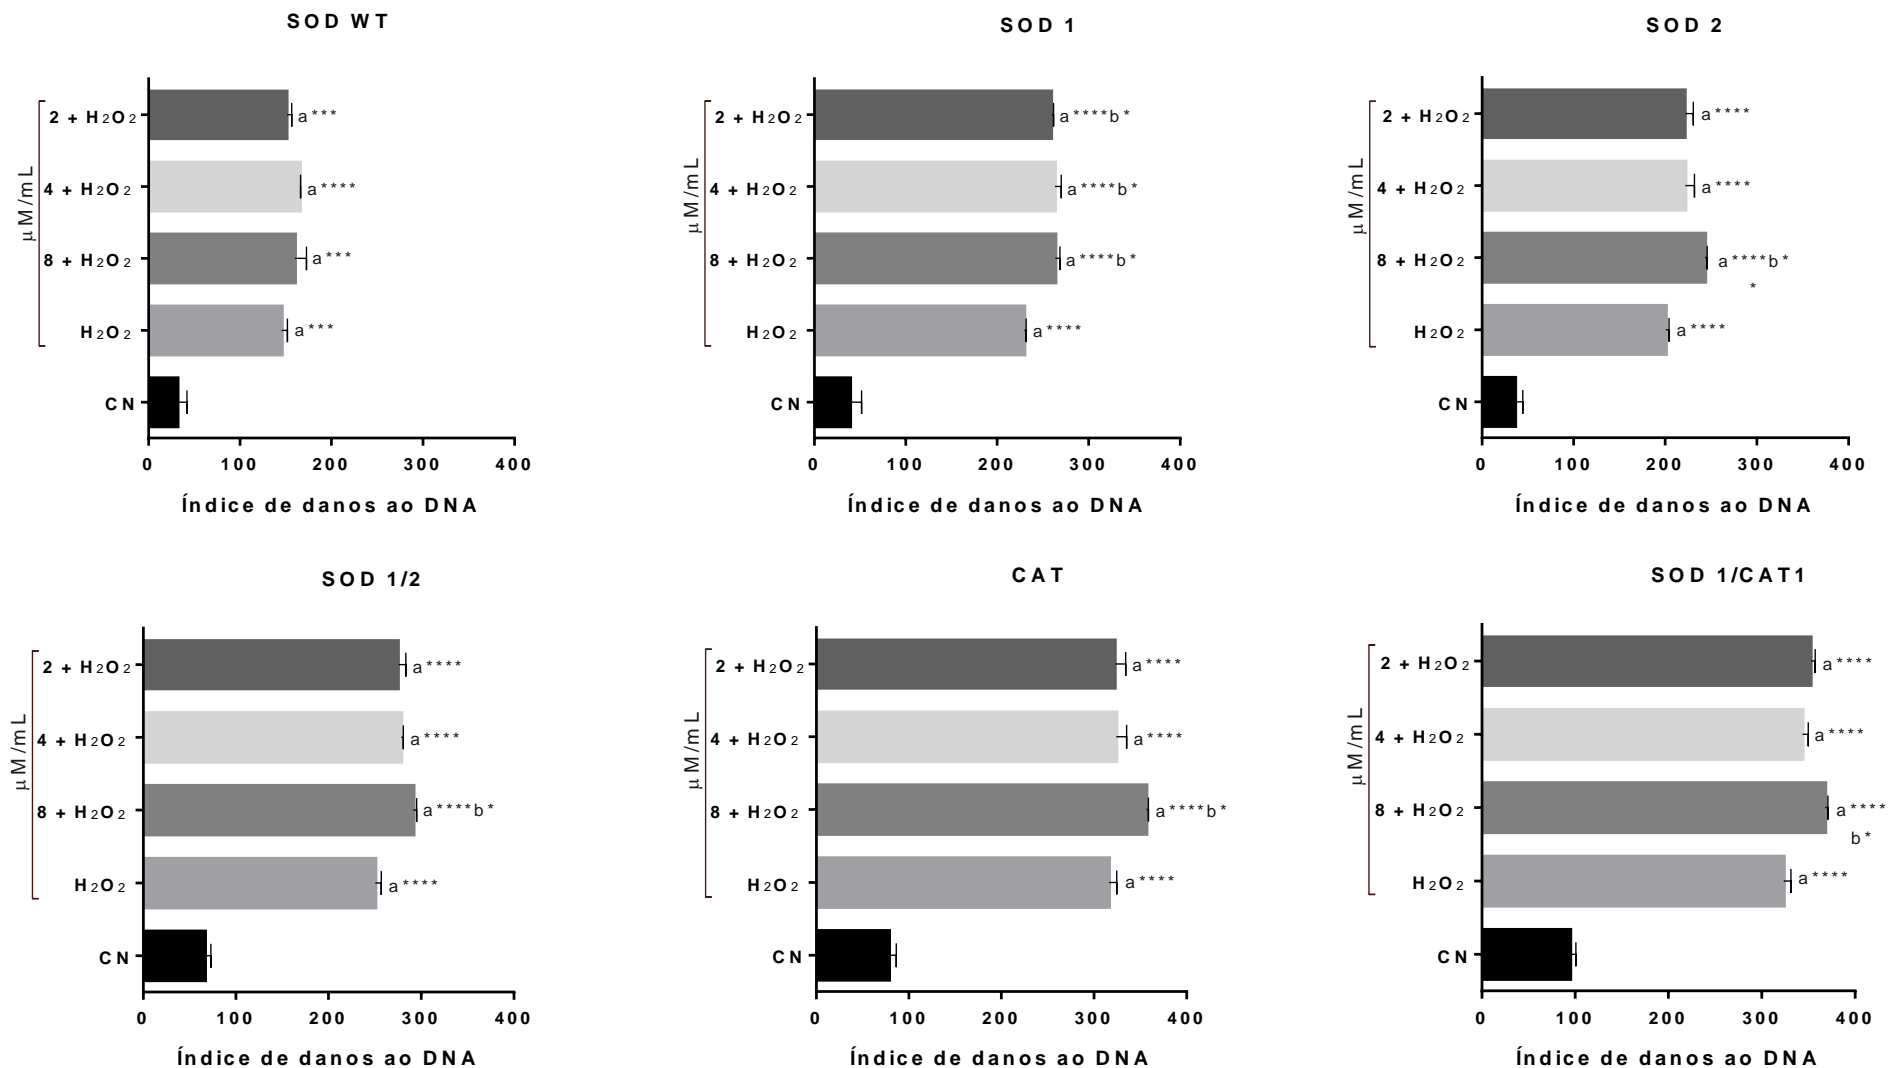 SOD WT
2 + H₂O₂ a***
4 + H₂O₂ a****
8 + H₂O₂ a***
H₂O₂ a***
CN
µM/mL
0 100 200 300 400
Índice de danos ao DNA
SOD 1
2 + H₂O₂ a****b*
4 + H₂O₂ a****b*
8 + H₂O₂ a****b*
H₂O₂ a****
CN
µM/mL
0 100 200 300 400
Índice de danos ao DNA
SOD 2
2 + H₂O₂ a****
4 + H₂O₂ a****
8 + H₂O₂ a****b*
*
H₂O₂ a****
CN
µM/mL
0 100 200 300 400
Índice de danos ao DNA
SOD 1/2
2 + H₂O₂ a****
4 + H₂O₂ a****
8 + H₂O₂ a****b*
H₂O₂ a****
CN
µM/mL
0 100 200 300 400
Índice de danos ao DNA
CAT
2 + H₂O₂ a****
4 + H₂O₂ a****
8 + H₂O₂ a****b*
H₂O₂ a****
CN
µM/mL
0 100 200 300 400
Índice de danos ao DNA
SOD 1/CAT1
2 + H₂O₂ a****
4 + H₂O₂ a****
8 + H₂O₂ a****
b*
H₂O₂ a****
CN
µM/mL
0 100 200 300 400
Índice de danos ao DNA